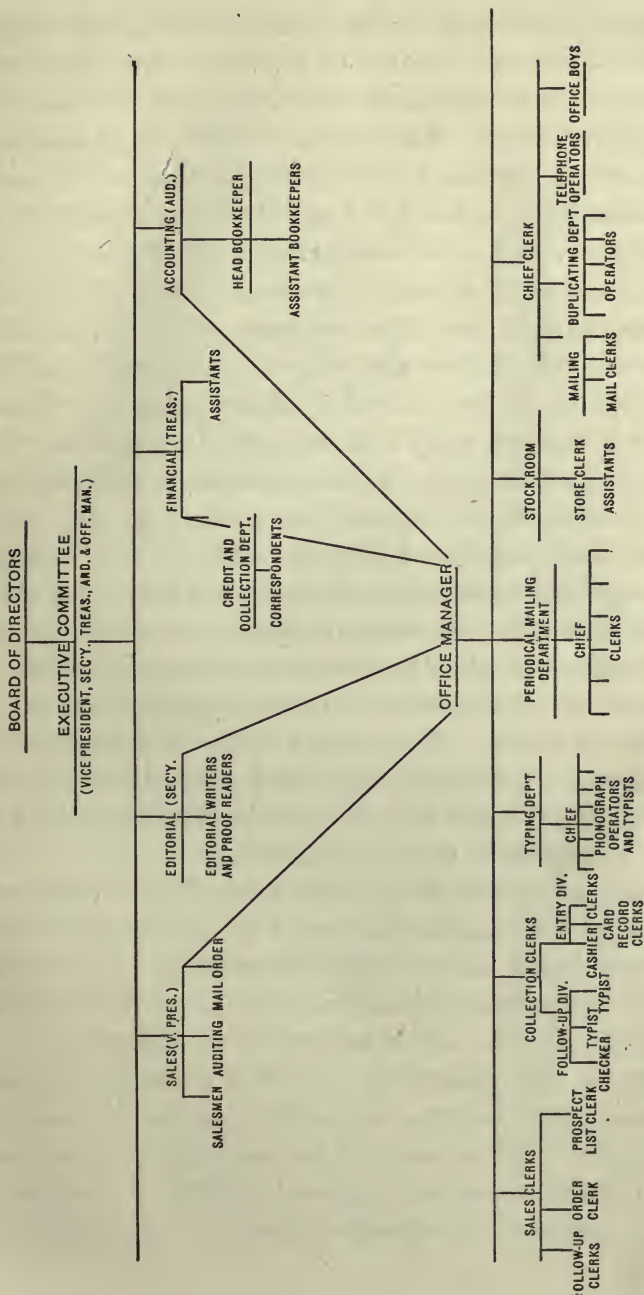 BOARD OF DIRECTORS
EXECUTIVE COMMITTEE
(VICE PRESIDENT, SEC'Y., TREAS., AND. & OFF. MAN.)
SALES (V. PRES.)
SALESMEN
AUDITING
MAIL ORDER
EDITORIAL (SEC'Y.
EDITORIAL WRITERS
AND PROOF READERS
FINANCIAL (TREAS.)
CREDIT AND
COLLECTION DEPT.
CORRESPONDENTS
ASSISTANTS
ACCOUNTING (AUD.)
HEAD BOOKKEEPER
ASSISTANT BOOKKEEPERS
OFFICE MANAGER
SALES CLERKS
FOLLOW-UP
CLERKS
ORDER
CLERK
PROSPECT
LIST CLERK
COLLECTION CLERKS
FOLLOW-UP DIV.
CHECKER
TYPIST
TYPIST
ENTRY DIV.
CASHIER
CARD
RECORD
CLERKS
CLERKS
TYPING DEP'T
CHIEF
PHONOGRAPH
OPERATORS
AND TYPISTS
PERIODICAL MAILING
DEPARTMENT
CHIEF
CLERKS
STOCK ROOM
STORE CLERK
ASSISTANTS
CHIEF CLERK
MAILING
MAIL CLERKS
DUPLICATING DEP'T
OPERATORS
TELEPHONE
OPERATORS
OFFICE BOYS